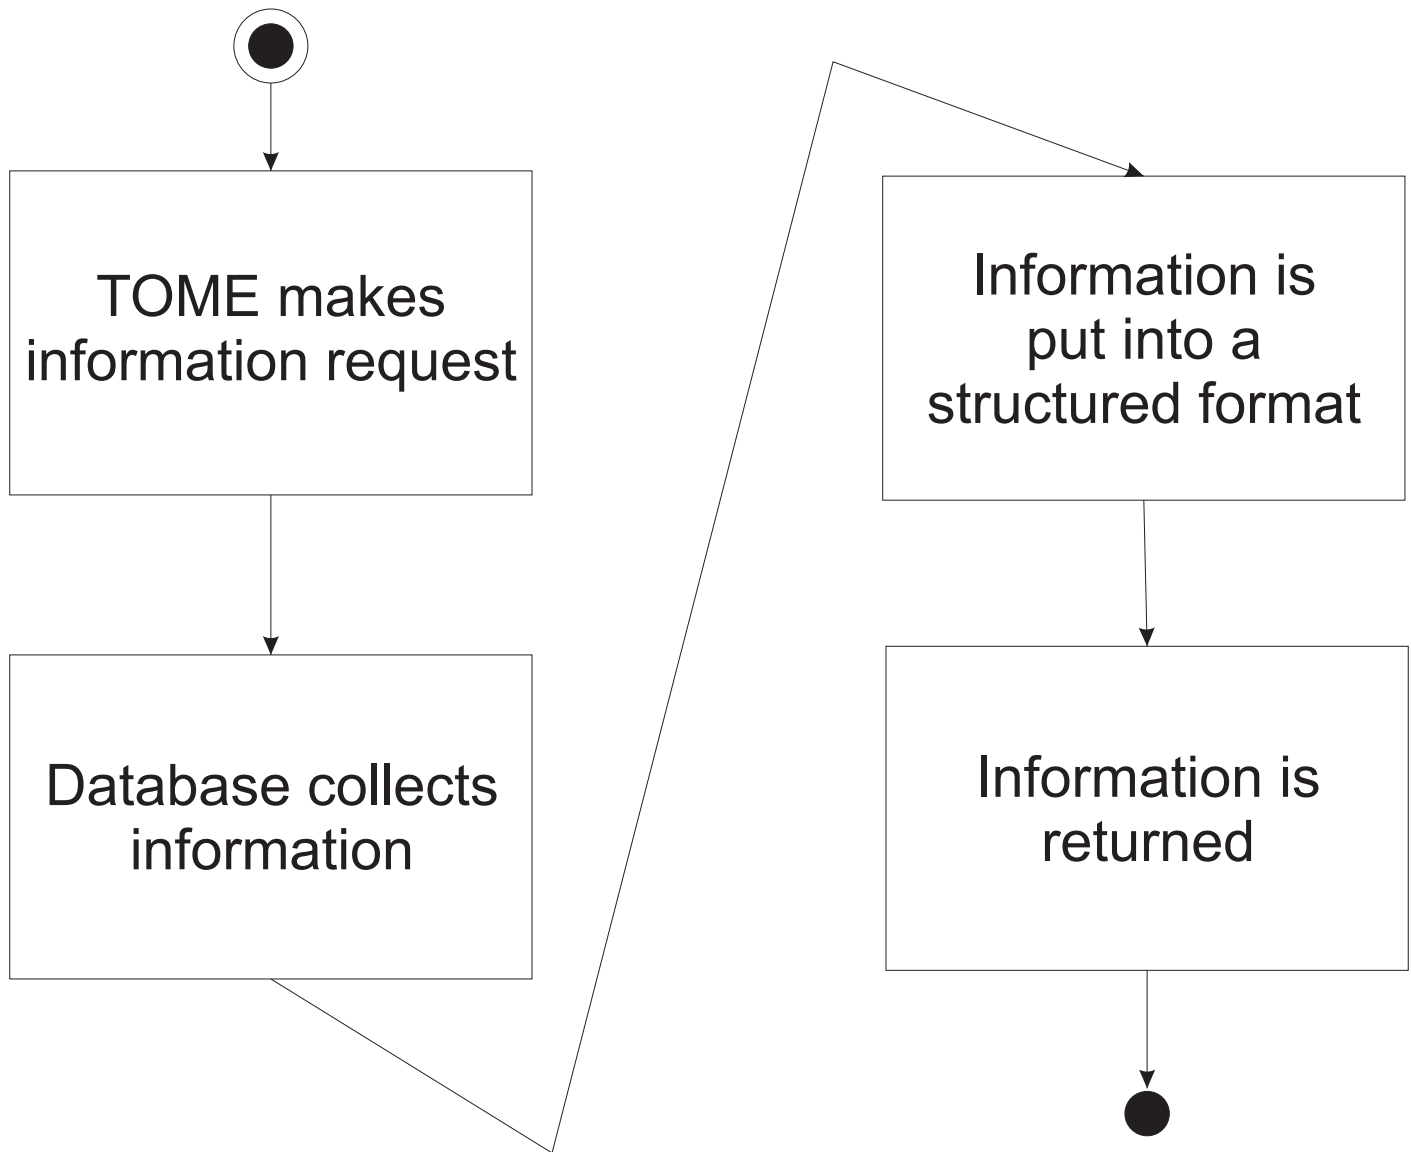 TOME makes
information request
Database collects
information
Information is
put into a
structured format
Information is
returned